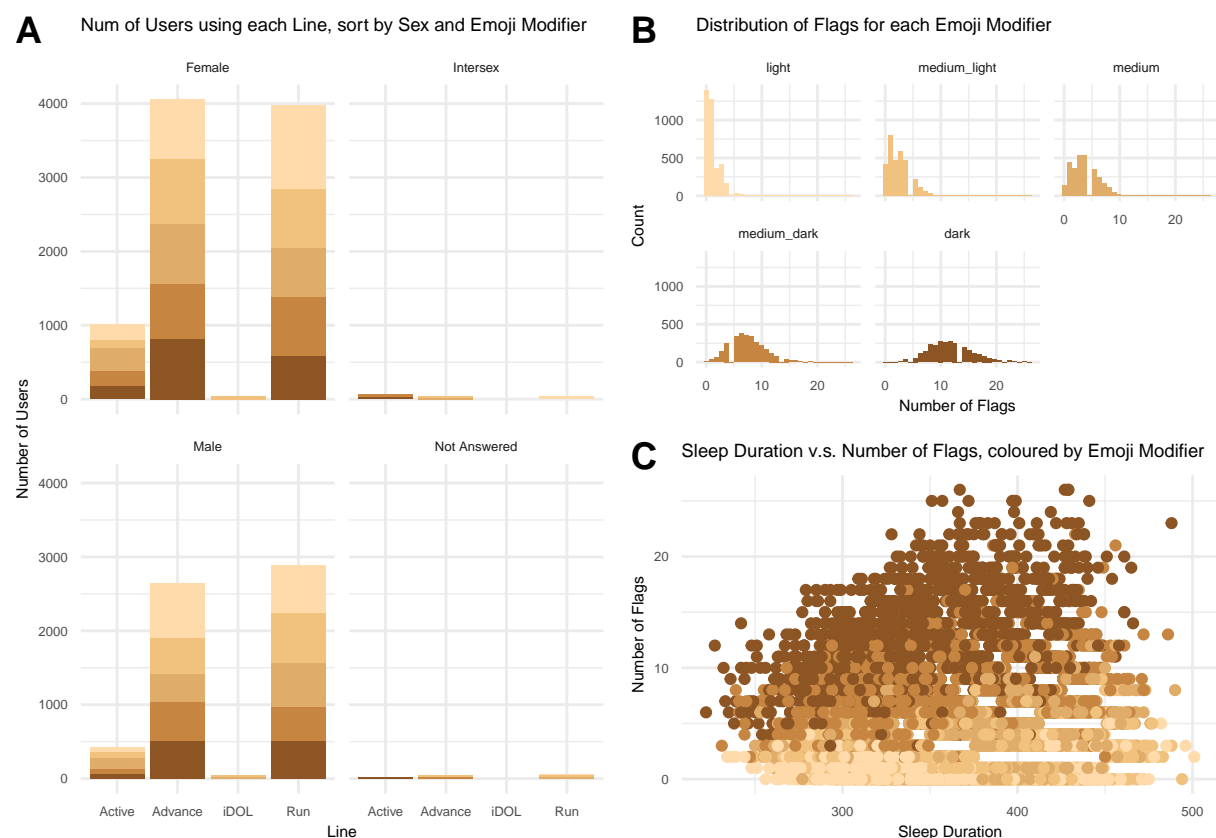 A
Num of Users using each Line, sort by Sex and Emoji Modifier
Female
Intersex
4000
3000
2000
1000
0
Male
Not Answered
4000
3000
2000
1000
0
Number of Users
Active
Advance
iDOL
Run
Active
Advance
iDOL
Run
Line
B
Distribution of Flags for each Emoji Modifier
light
medium_light
medium
1000
500
0
0
10
20
medium_dark
dark
1000
500
0
0
10
20
0
10
20
Count
Number of Flags
C
Sleep Duration v.s. Number of Flags, coloured by Emoji Modifier
20
10
0
Number of Flags
300
400
500
Sleep Duration